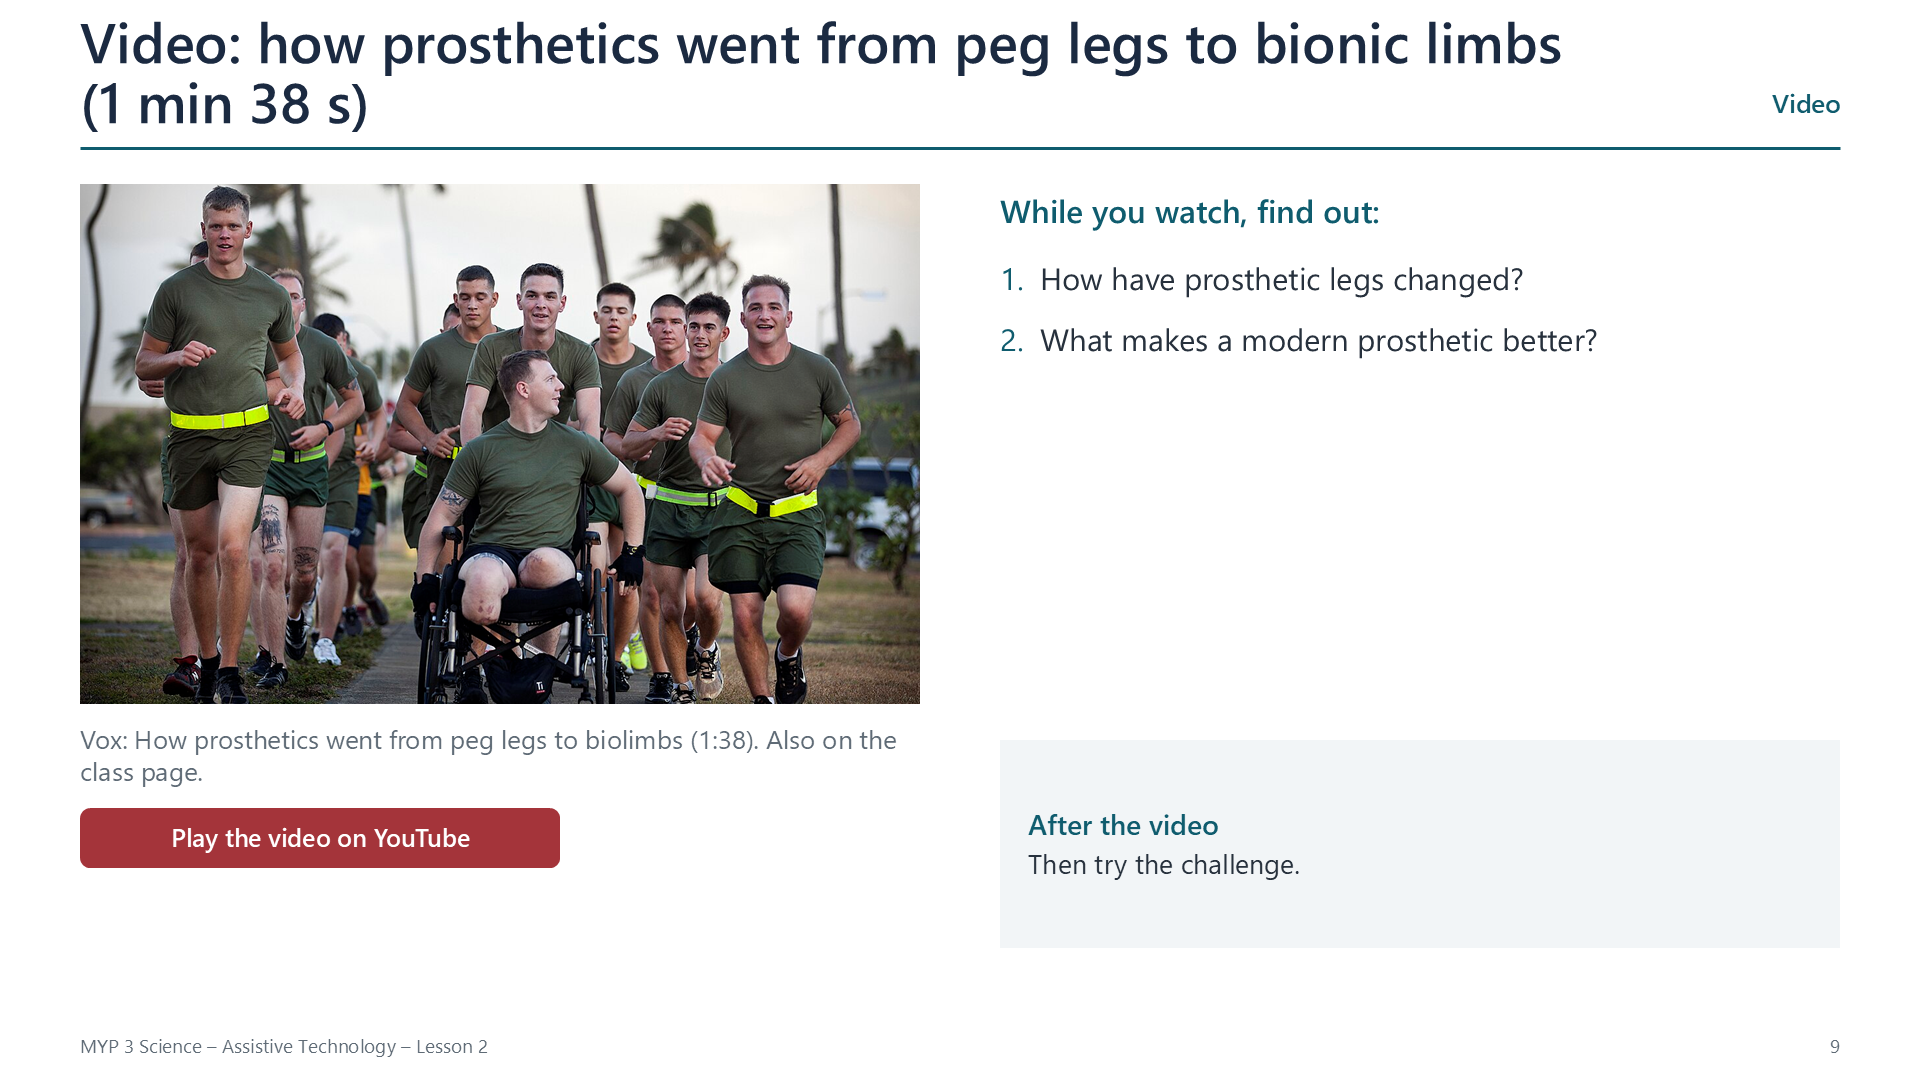 Video: how prosthetics went from peg legs to bionic limbs
(1 min 38 s)
Video
While you watch, find out:
1. How have prosthetic legs changed?
2. What makes a modern prosthetic better?
Vox: How prosthetics went from peg legs to biolimbs (1:38). Also on the
class page.
Play the video on YouTube
After the video
Then try the challenge.
MYP 3 Science – Assistive Technology – Lesson 2
9